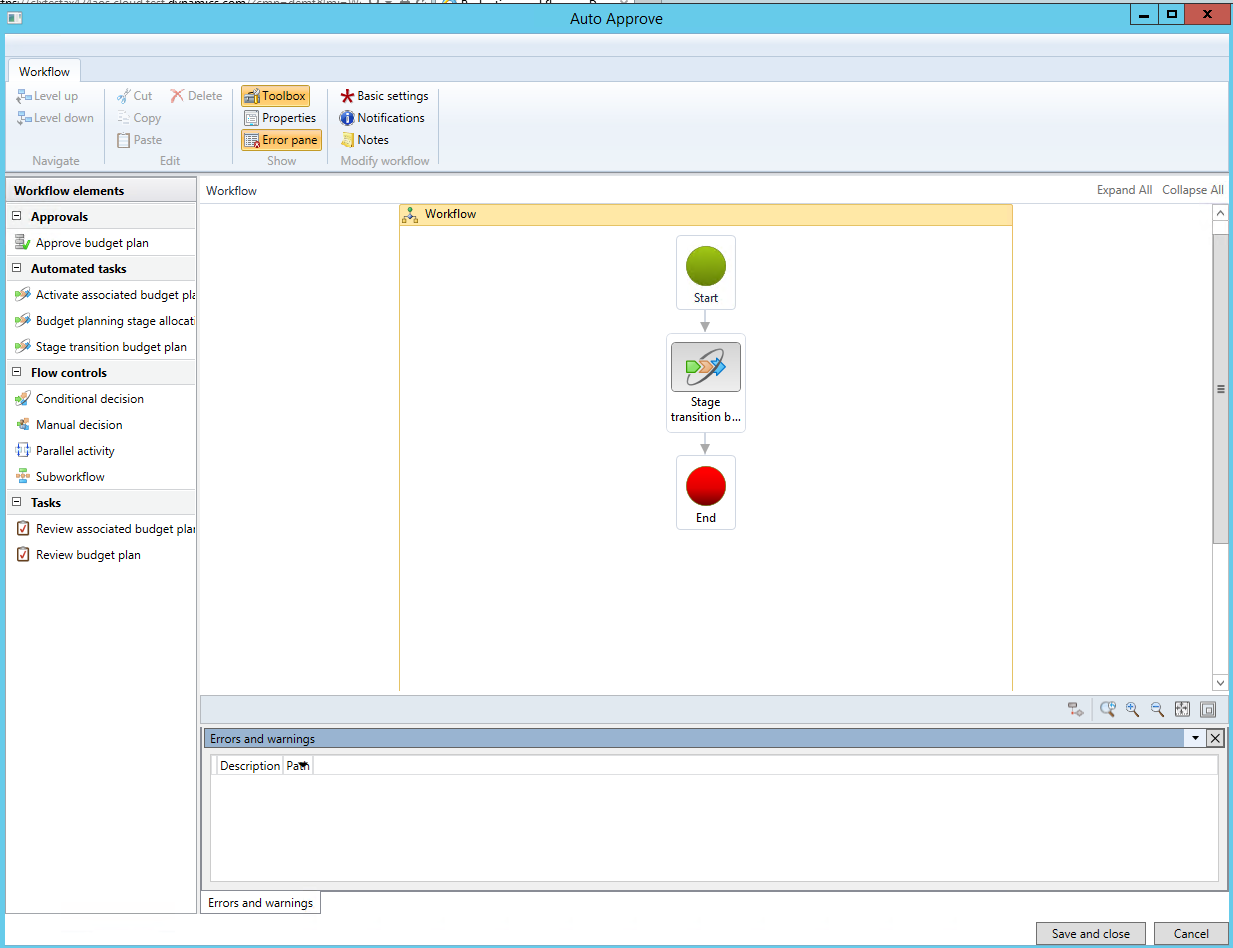 Auto Approve
Workflow
Level up
Level down
Navigate
Cut
Delete
Copy
Paste
Edit
Toolbox
Properties
Error pane
Show
Basic settings
Notifications
Notes
Modify workflow
Workflow elements
Approvals
Approve budget plan
Automated tasks
Activate associated budget pla
Budget planning stage allocati
Stage transition budget plan
Flow controls
Conditional decision
Manual decision
Parallel activity
Subworkflow
Tasks
Review associated budget plan
Review budget plan
Workflow
Expand All Collapse All
Workflow
Start
Stage
transition b...
End
Errors and warnings
Description Path
Errors and warnings
Save and close Cancel